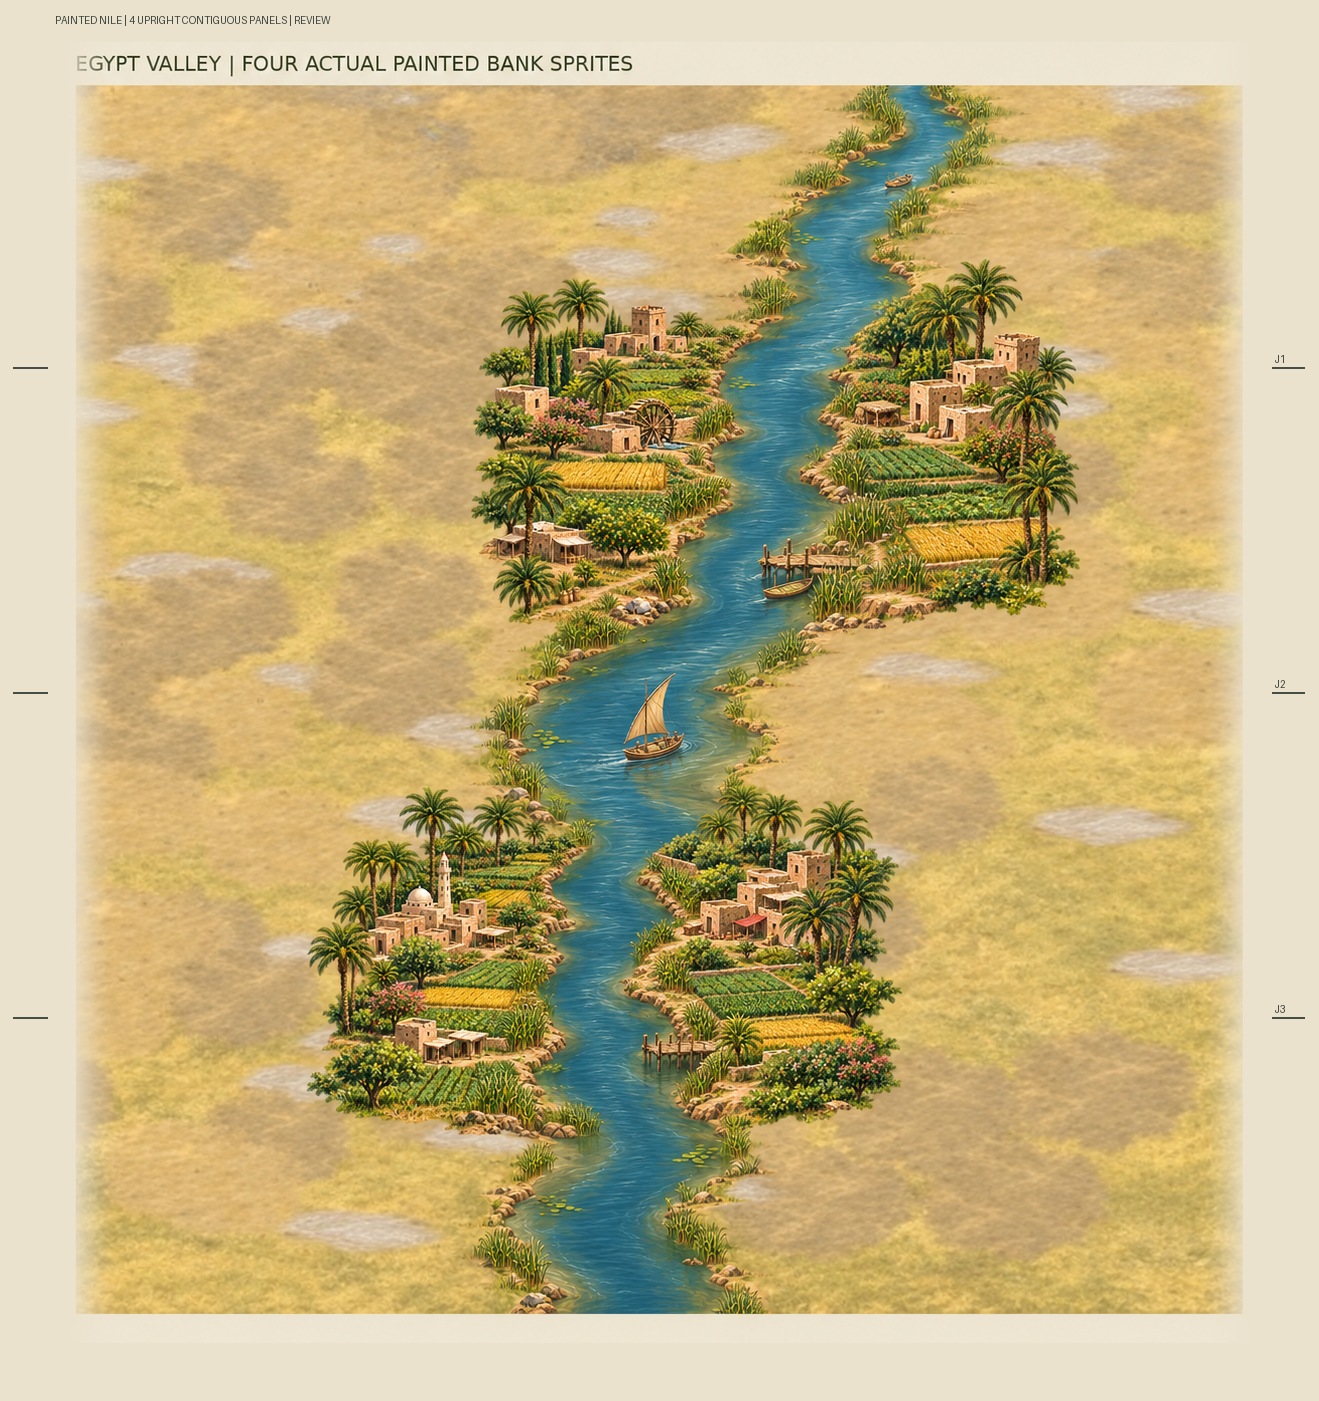 PAINTED NILE | 4 UPRIGHT CONTIGUOUS PANELS | REVIEW
EGYPT VALLEY | FOUR ACTUAL PAINTED BANK SPRITES
J1
J2
J3